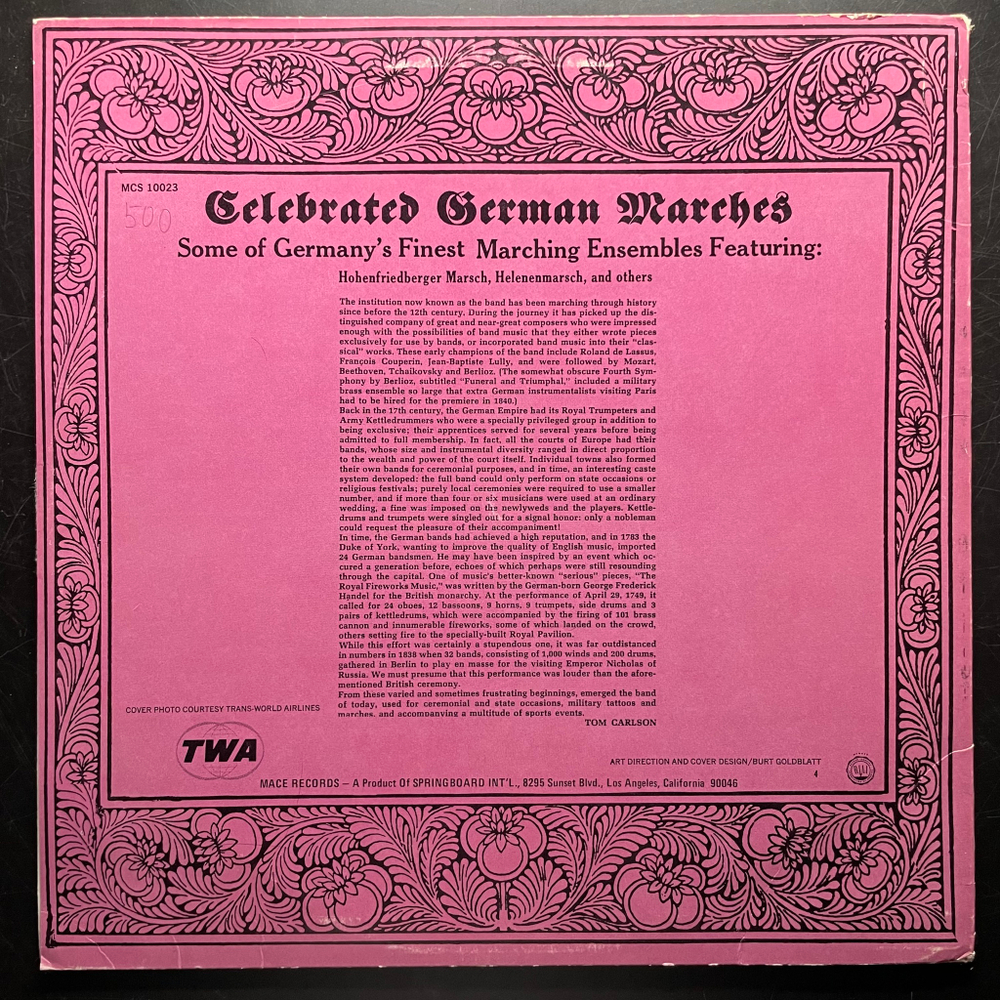 MCS 10023
500
Celebrated German Marches
Some of Germany's Finest Marching Ensembles Featuring:
Hohenfriedberger Marsch, Helenenmarsch, and others
The institution now known as the band has been marching through history
since before the 12th century. During the journey it has picked up the dis-
tinguished company of great and near-great composers who were impressed
enough with the possibilities of band music that they either wrote pieces
exclusively for use by bands, or incorporated band music into their "clas-
sical" works. These early champions of the band include Roland de Lassus,
François Couperin, Jean-Baptiste Lully, and were followed by Mozart,
Beethoven, Tchaikovsky and Berlioz. (The somewhat obscure Fourth Sym-
phony by Berlioz, subtitled "Funeral and Triumphal," included a military
brass ensemble so large that extra German instrumentalists visiting Paris
had to be hired for the premiere in 1840.)
Back in the 17th century, the German Empire had its Royal Trumpeters and
Army Kettledrummers who were a specially privileged group in addition to
being exclusive; their apprentices served for several years before being
admitted to full membership. In fact, all the courts of Europe had their
bands, whose size and instrumental diversity ranged in direct proportion
to the wealth and power of the court itself. Individual towns also formed
their own bands for ceremonial purposes, and in time, an interesting caste
system developed: the full band could only perform on state occasions or
religious festivals; purely local ceremonies were required to use a smaller
number, and if more than four or six musicians were used at an ordinary
wedding, a fine was imposed on the newlyweds and the players. Kettle-
drums and trumpets were singled out for a signal honor: only a nobleman
could request the pleasure of their accompaniment!
In time, the German bands had achieved a high reputation, and in 1783 the
Duke of York, wanting to improve the quality of English music, imported
24 German bandsmen. He may have been inspired by an event which oc-
cured a generation before, echoes of which perhaps were still resounding
through the capital. One of music's better-known "serious" pieces, "The
Royal Fireworks Music," was written by the German-born George Frederick
Handel for the British monarchy. At the performance of April 29, 1749, it
called for 24 oboes, 12 bassoons, 9 horns, 9 trumpets, side drums and 3
pairs of kettledrums, which were accompanied by the firing of 101 brass
cannon and innumerable fireworks, some of which landed on the crowd,
others setting fire to the specially-built Royal Pavilion.
While this effort was certainly a stupendous one, it was far outdistanced
in numbers in 1838 when 32 bands, consisting of 1,000 winds and 200 drums,
gathered in Berlin to play en masse for the visiting Emperor Nicholas of
Russia. We must presume that this performance was louder than the afore-
mentioned British ceremony.
From these varied and sometimes frustrating beginnings, emerged the band
of today, used for ceremonial and state occasions, military tattoos and
marches, and accompanying a multitude of sports events.
TOM CARLSON
COVER PHOTO COURTESY TRANS-WORLD AIRLINES
TWA
ART DIRECTION AND COVER DESIGN/BURT GOLDBLATT
4
MACE RECORDS – A Product Of SPRINGBOARD INT'L., 8295 Sunset Blvd., Los Angeles, California 90046